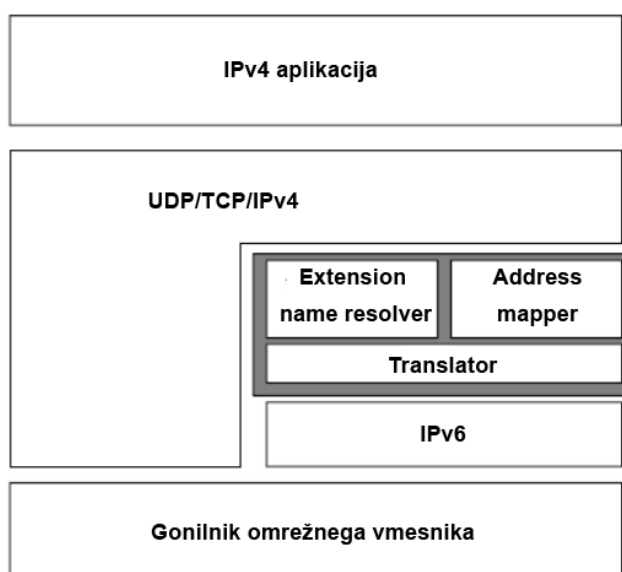 IPv4 aplikacija
UDP/TCP/IPv4
Extension
name resolver
Address
mapper
Translator
IPv6
Gonilnik omrežnega vmesnika